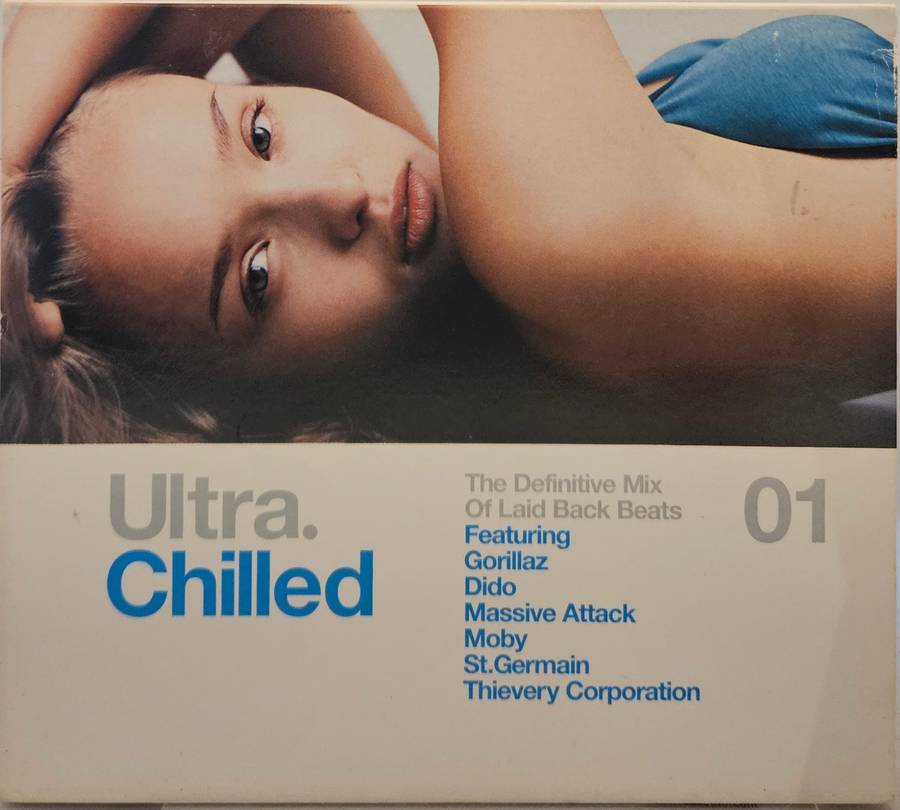 Ultra.
Chilled
The Definitive Mix
Of Laid Back Beats
Featuring
Gorillaz
Dido
Massive Attack
Moby
St.Germain
Thievery Corporation
01